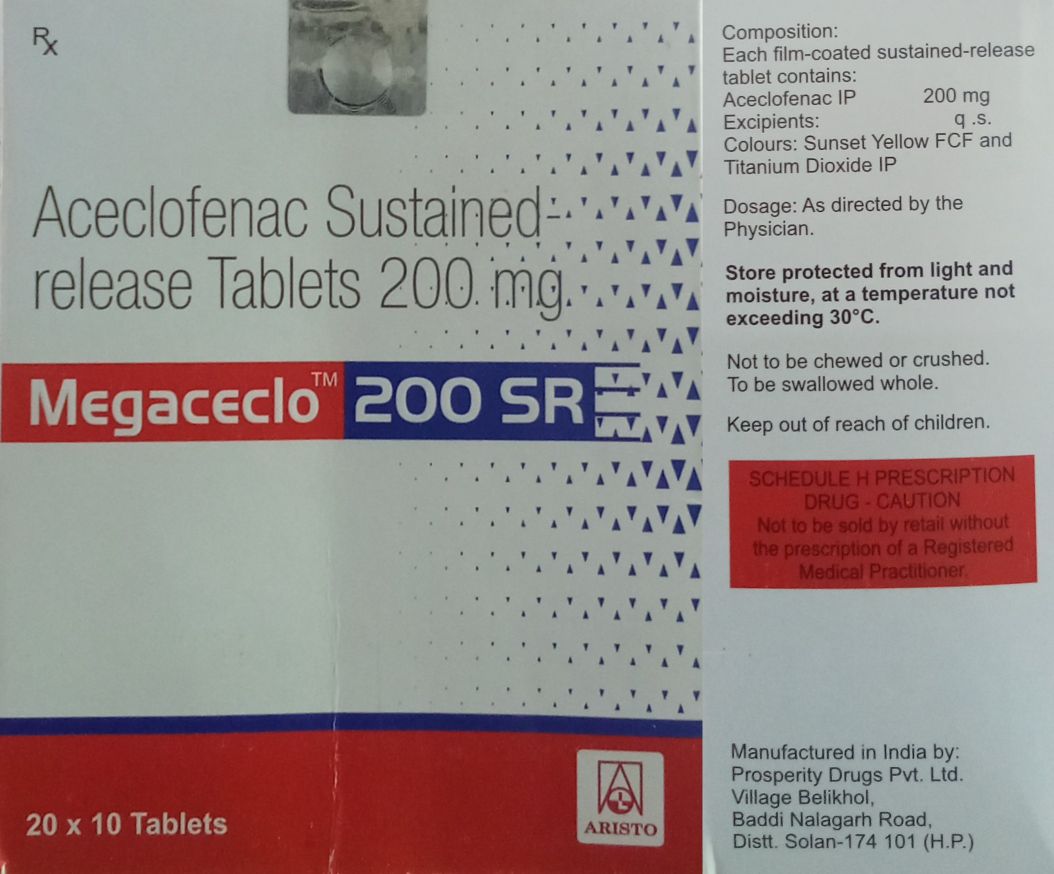 Rx
Aceclofenac Sustained-
release Tablets 200 mg
Megaceclo™ 200 SR
20 x 10 Tablets
ARISTO
Composition:
Each film-coated sustained-release
tablet contains:
Aceclofenac IP 200 mg
Excipients: q .s.
Colours: Sunset Yellow FCF and
Titanium Dioxide IP
Dosage: As directed by the
Physician.
Store protected from light and
moisture, at a temperature not
exceeding 30°C.
Not to be chewed or crushed.
To be swallowed whole.
Keep out of reach of children.
SCHEDULE H PRESCRIPTION
DRUG - CAUTION
Not to be sold by retail without
the prescription of a Registered
Medical Practitioner.
Manufactured in India by:
Prosperity Drugs Pvt. Ltd.
Village Belikhol,
Baddi Nalagarh Road,
Distt. Solan-174 101 (H.P.)